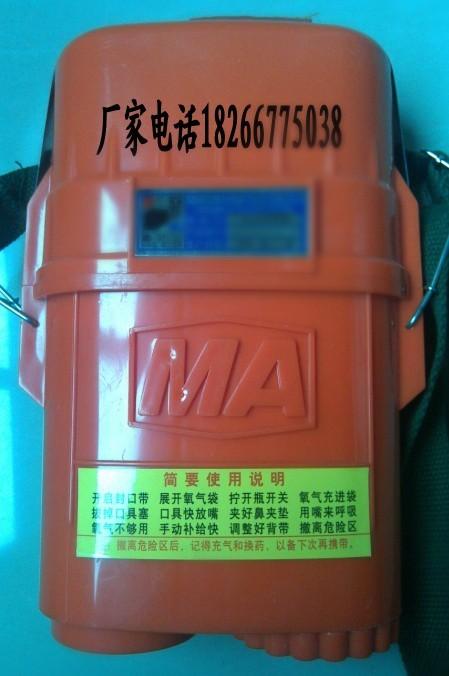 厂家电话18266775038
MA
简要使用说明
开启封口带 展开氧气袋 拧开瓶开关 氧气充进袋
拔掉口具塞 口具快放嘴 夹好鼻夹垫 用嘴来呼吸
氧气不够用 手动补给快 调整好背带 撤离危险区
撤离危险区后，记得充气和换药，以备下次再携带。